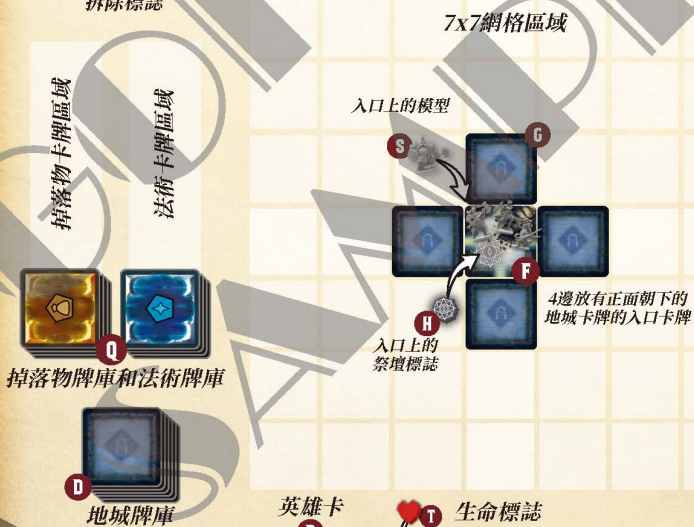 拆除標誌
7x7網格區域
掉落物卡牌區域
法術卡牌區域
入口上的模型
S
G
F
H
入口上的
祭壇標誌
4邊放有正面朝下的
地城卡牌的入口卡牌
Q
掉落物牌庫和法術牌庫
D
地城牌庫
英雄卡
T
生命標誌